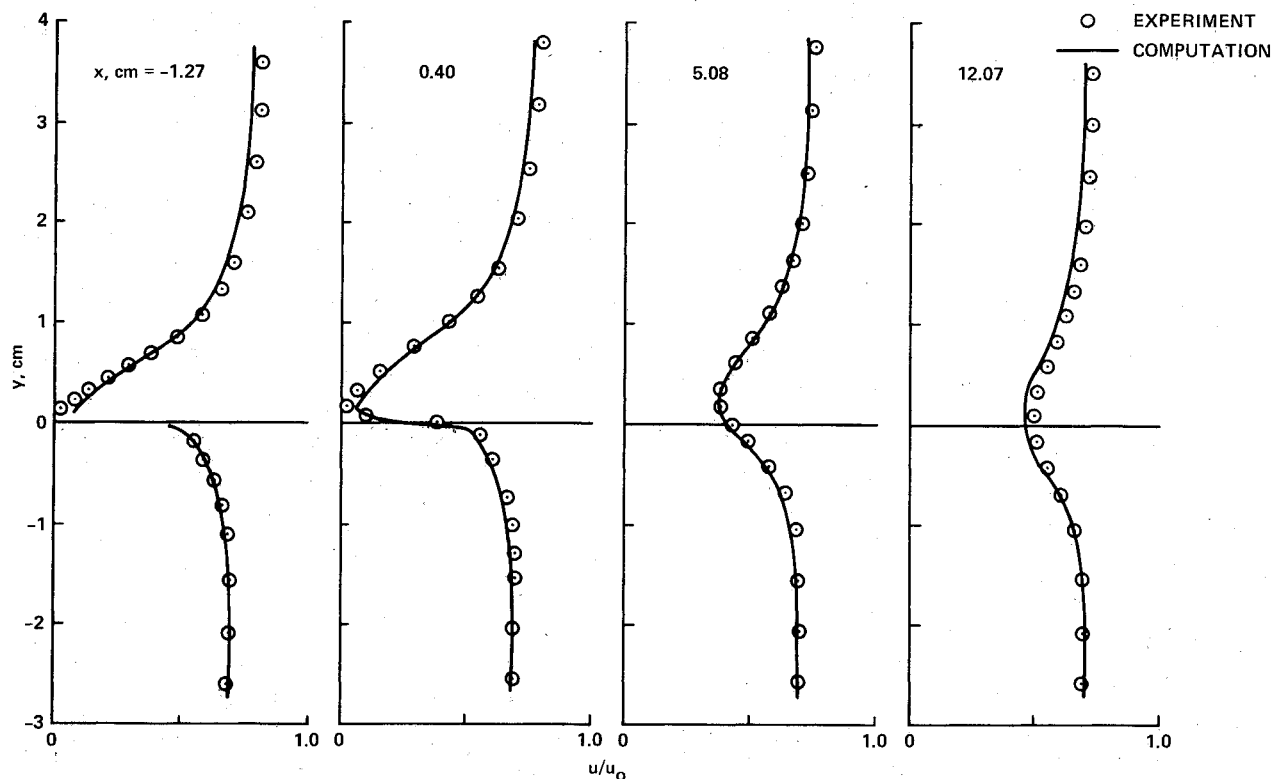 EXPERIMENT
COMPUTATION
x, cm = −1.27
0.40
5.08
12.07
y, cm
4
3
2
1
0
−1
−2
−3
0 1.0 0 1.0 0 1.0 0 1.0
u/u₀